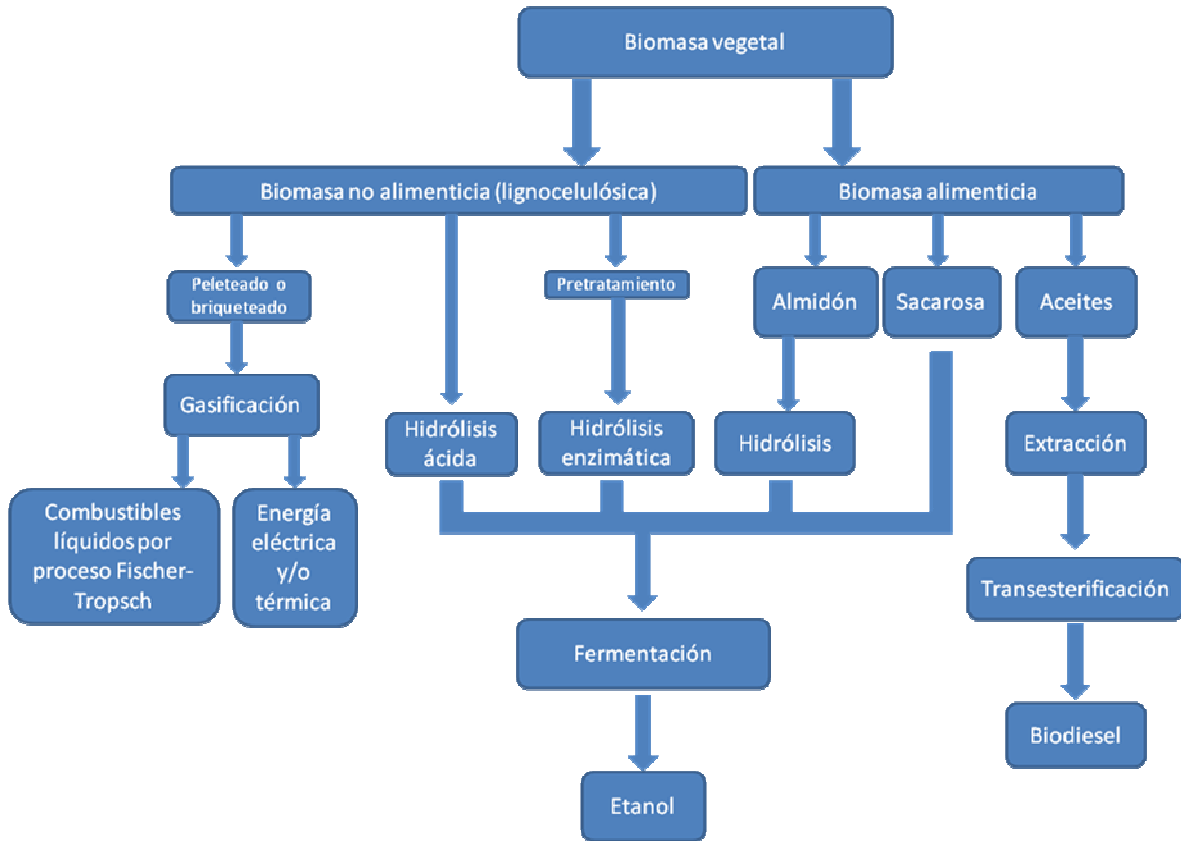 Biomasa vegetal
Biomasa no alimenticia (lignocelulósica)
Biomasa alimenticia
Peleteado o
briqueteado
Pretratamiento
Almidón
Sacarosa
Aceites
Gasificación
Hidrólisis
ácida
Hidrólisis
enzimática
Hidrólisis
Extracción
Combustibles
líquidos por
proceso Fischer-
Tropsch
Energía
eléctrica
y/o
térmica
Transesterificación
Fermentación
Biodiesel
Etanol